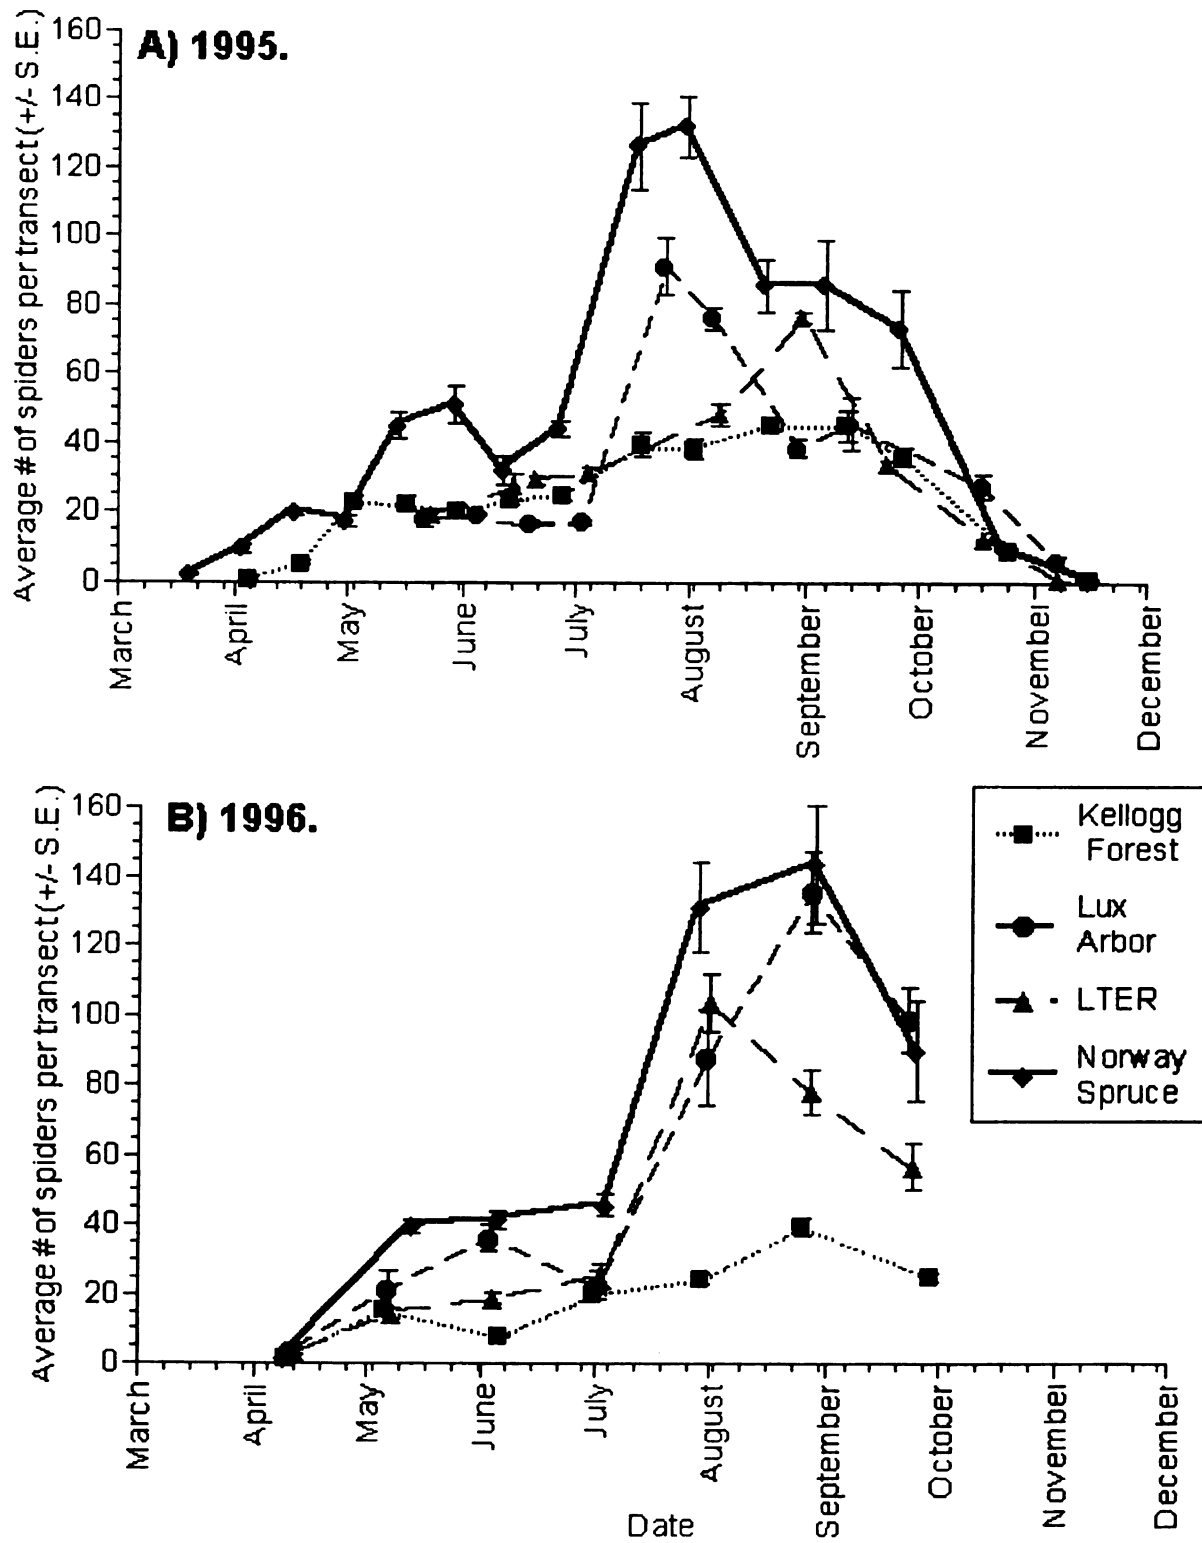 A) 1995.
Average # of spiders per transect (+/- S.E.)
160
140
120
100
80
60
40
20
0
March
April
May
June
July
August
September
October
November
December
B) 1996.
Average # of spiders per transect (+/- S.E.)
160
140
120
100
80
60
40
20
0
March
April
May
June
July
August
September
October
November
December
Date
Kellogg
Forest
Lux
Arbor
LTER
Norway
Spruce